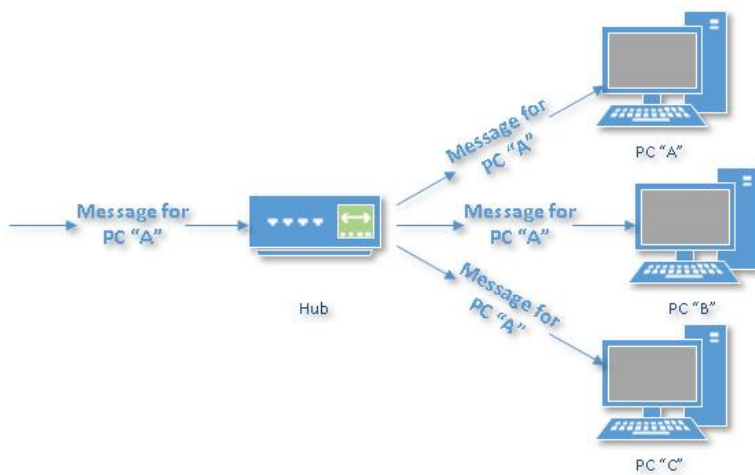 Message for
PC “A”
PC “A”
Message for
PC “A”
Hub
Message for
PC “A”
PC “B”
Message for
PC “A”
PC “C”